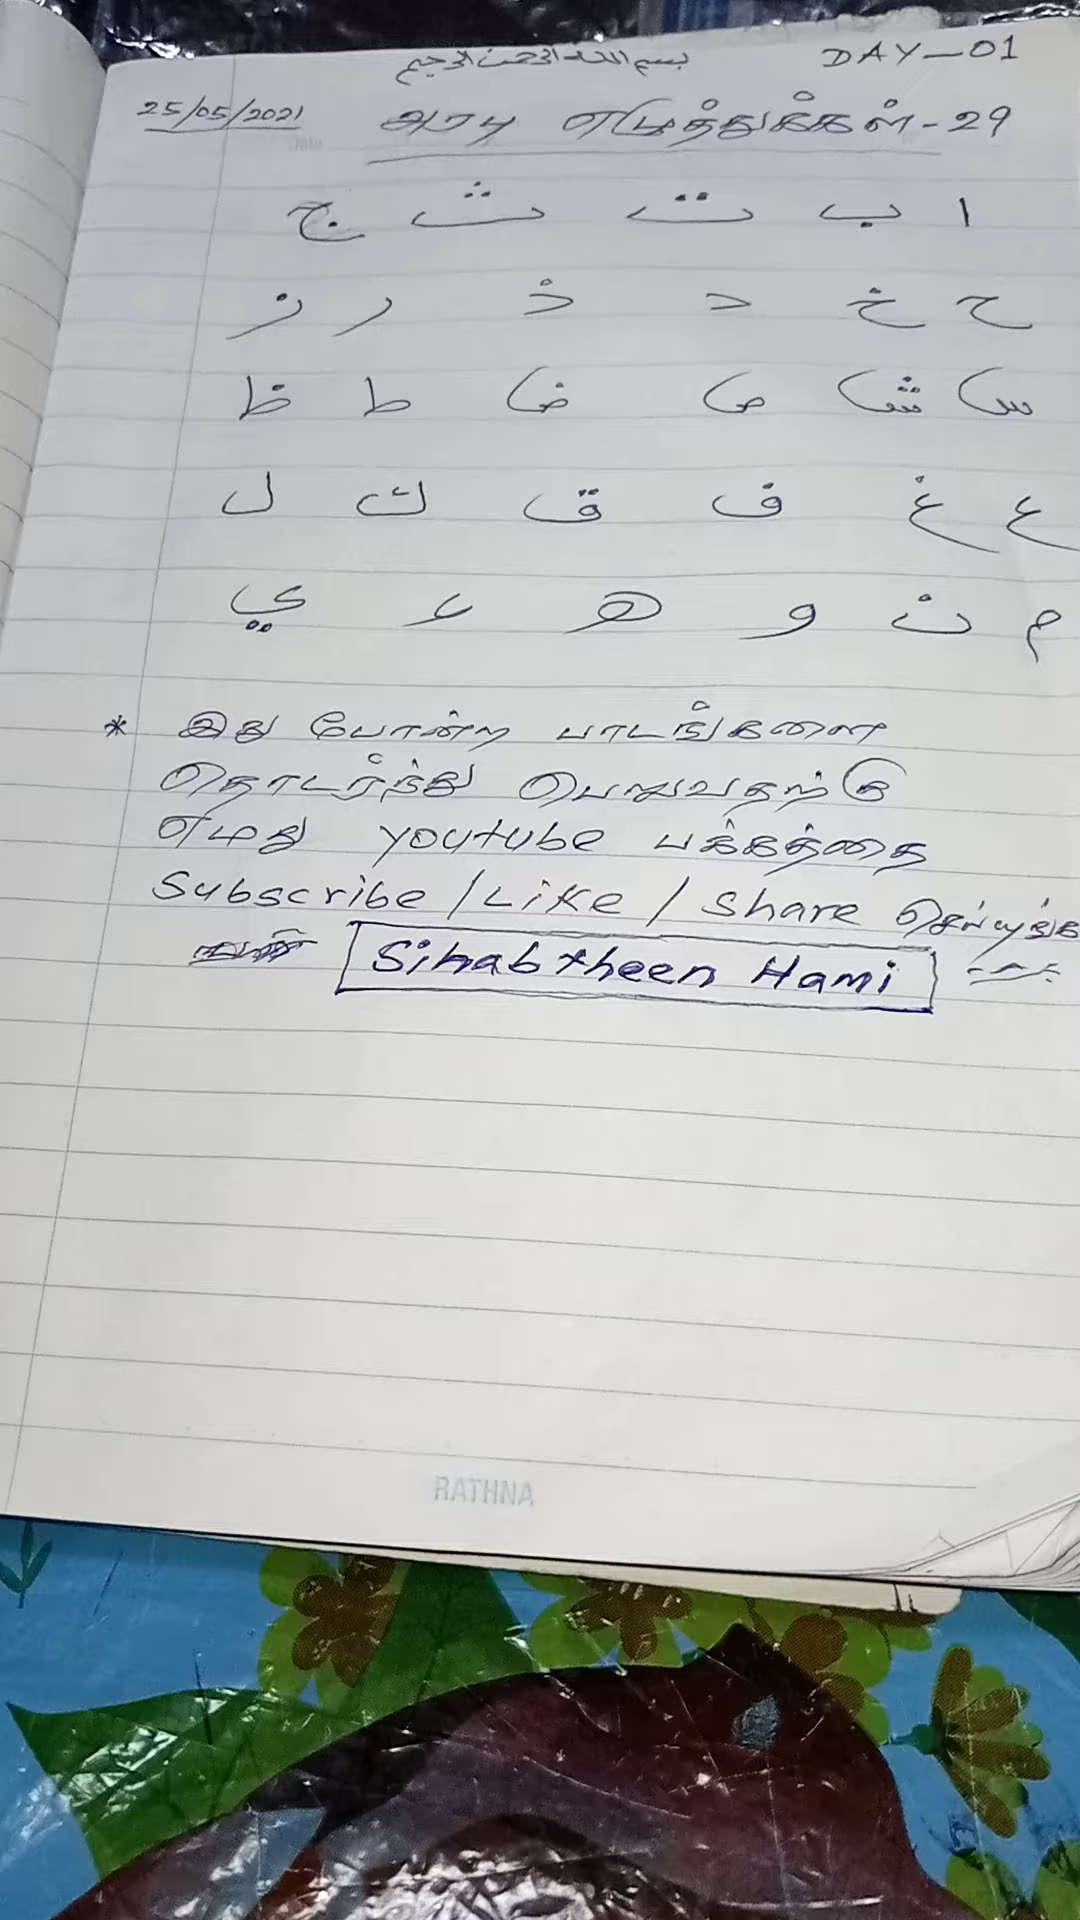 بسم الله الرحمن الرحيم
DAY-01
25/05/2021
அரபு எழுத்துக்கள்-29
ا ب ت ث ج
ح خ د ذ ر ز
س ش ص ض ط ظ
ع غ ف ق ك ل
م ن و ه ء ي
* இது போன்ற பாடங்களை
தொடர்ந்து பெறுவதற்கு
எமது youtube பக்கத்தை
Subscribe / Like / Share செய்யுங்க
Sihabtheen Hami
RATHNA